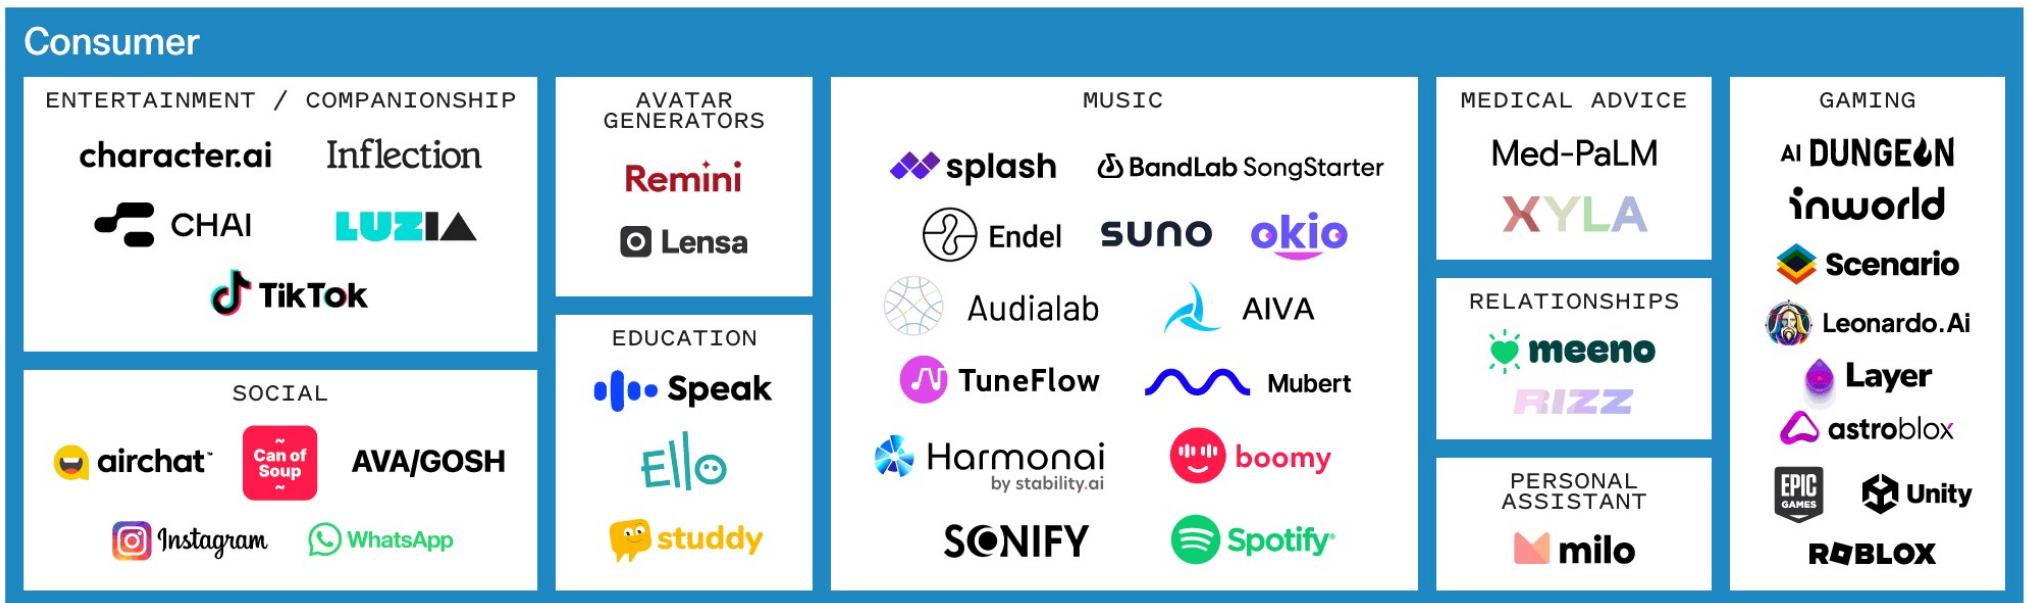 Consumer
ENTERTAINMENT / COMPANIONSHIP
character.ai
Inflection
CHAI
LUZIA
TikTok
SOCIAL
airchat™
~
Can of
Soup
~
AVA/GOSH
Instagram
WhatsApp
AVATAR
GENERATORS
Remini
Lensa
EDUCATION
Speak
Ello
studdy
MUSIC
splash
BandLab SongStarter
Endel
suno
okio
Audialab
AIVA
TuneFlow
Mubert
Harmonai
by stability.ai
boomy
SONIFY
Spotify®
MEDICAL ADVICE
Med-PaLM
XYLA
RELATIONSHIPS
meeno
RIZZ
PERSONAL
ASSISTANT
milo
GAMING
AI DUNGEON
inworld
Scenario
Leonardo.Ai
Layer
astroblox
EPIC
GAMES
Unity
ROBLOX